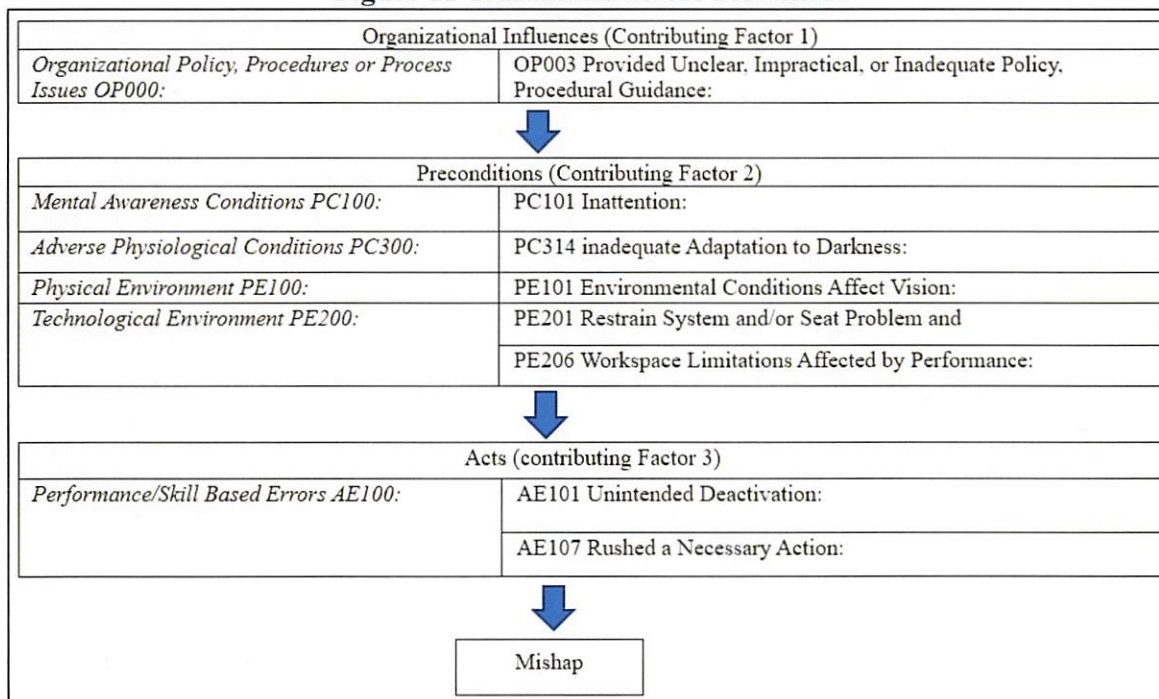 Organizational Influences (Contributing Factor 1)
Organizational Policy, Procedures or Process
Issues OP000:
OP003 Provided Unclear, Impractical, or Inadequate Policy,
Procedural Guidance:
Preconditions (Contributing Factor 2)
Mental Awareness Conditions PC100:
PC101 Inattention:
Adverse Physiological Conditions PC300:
PC314 inadequate Adaptation to Darkness:
Physical Environment PE100:
PE101 Environmental Conditions Affect Vision:
Technological Environment PE200:
PE201 Restrain System and/or Seat Problem and
PE206 Workspace Limitations Affected by Performance:
Acts (contributing Factor 3)
Performance/Skill Based Errors AE100:
AE101 Unintended Deactivation:
AE107 Rushed a Necessary Action:
Mishap